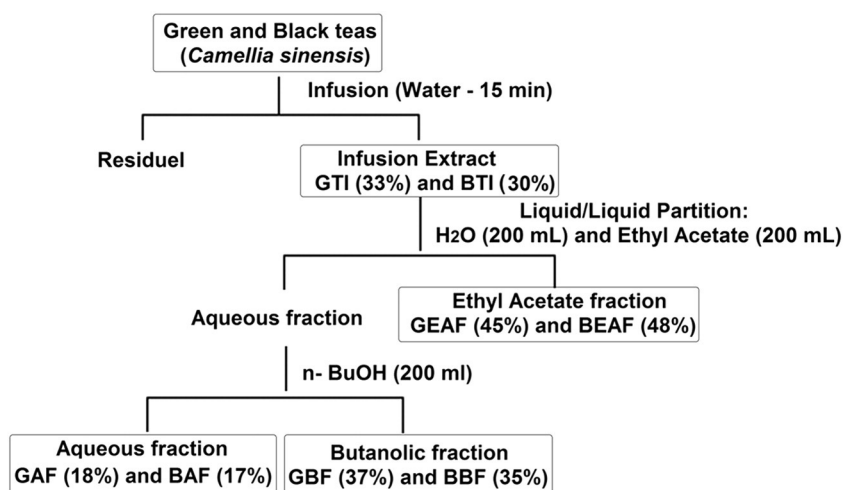 Green and Black teas
(Camellia sinensis)
Infusion (Water - 15 min)
Residuel
Infusion Extract
GTI (33%) and BTI (30%)
Liquid/Liquid Partition:
H2O (200 mL) and Ethyl Acetate (200 mL)
Aqueous fraction
Ethyl Acetate fraction
GEAF (45%) and BEAF (48%)
n- BuOH (200 ml)
Aqueous fraction
GAF (18%) and BAF (17%)
Butanolic fraction
GBF (37%) and BBF (35%)